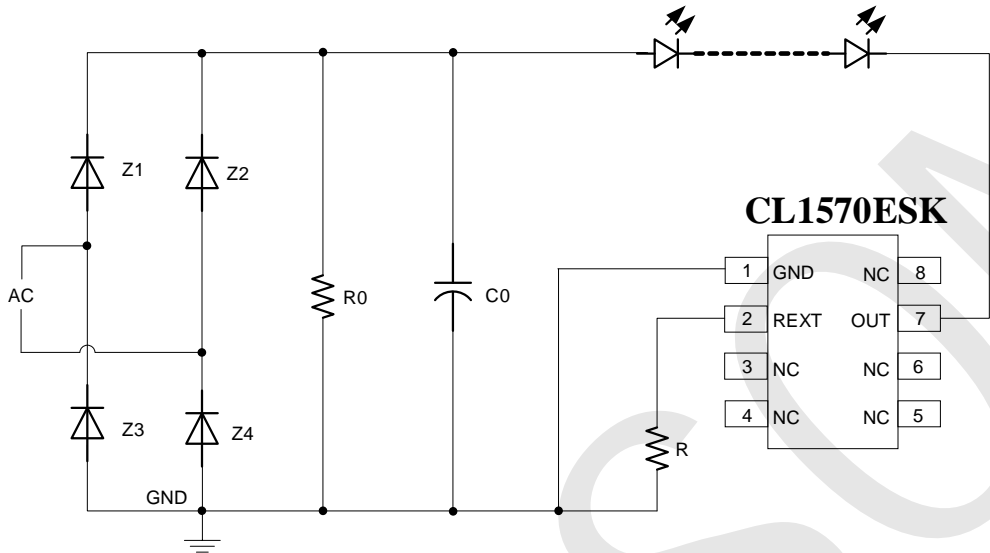 CL1570ESK
Z1
Z2
1 GND NC 8
AC
R0
C0
2 REXT OUT 7
3 NC NC 6
4 NC NC 5
Z3
Z4
R
GND